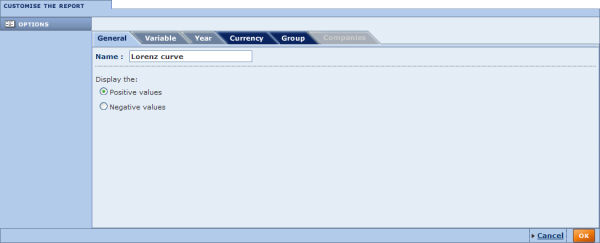 CUSTOMISE THE REPORT
OPTIONS
General Variable Year Currency Group Companies
Name : Lorenz curve
Display the:
Positive values
Negative values
Cancel OK